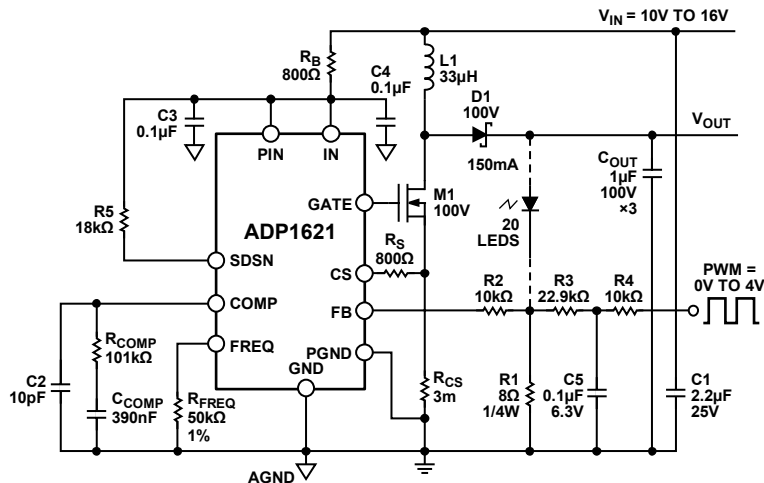 V_IN = 10V TO 16V
R_B
800Ω
C4
0.1µF
L1
33µH
C3
0.1µF
D1
100V
V_OUT
PIN
IN
150mA
C_OUT
1µF
100V
×3
GATE
M1
100V
R5
18kΩ
ADP1621
20
LEDS
R_S
800Ω
SDSN
CS
PWM =
0V TO 4V
COMP
FB
R2
10kΩ
R3
22.9kΩ
R4
10kΩ
R_COMP
101kΩ
FREQ
PGND
GND
C2
10pF
C_COMP
390nF
R_FREQ
50kΩ
1%
R_CS
3m
R1
8Ω
1/4W
C5
0.1µF
6.3V
C1
2.2µF
25V
AGND